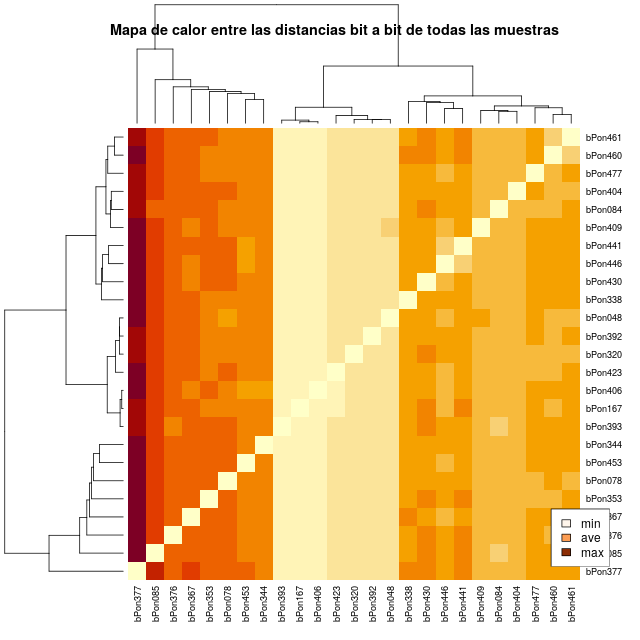 Mapa de calor entre las distancias bit a bit de todas las muestras
bPon461
bPon460
bPon477
bPon404
bPon084
bPon409
bPon441
bPon446
bPon430
bPon338
bPon048
bPon392
bPon320
bPon423
bPon406
bPon167
bPon393
bPon344
bPon453
bPon078
bPon353
367
376
085
bPon377
min
ave
max
bPon377
bPon085
bPon376
bPon367
bPon353
bPon078
bPon453
bPon344
bPon393
bPon167
bPon406
bPon423
bPon320
bPon392
bPon048
bPon338
bPon430
bPon446
bPon441
bPon409
bPon084
bPon404
bPon477
bPon460
bPon461